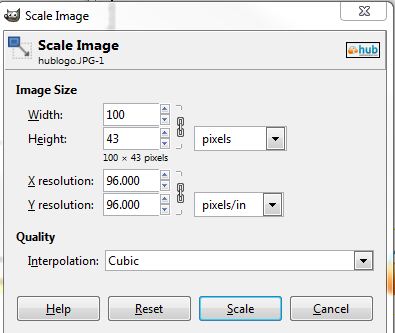 Scale Image
Scale Image
hublogo.JPG-1
hub
Image Size
Width: 100
Height: 43 pixels
100 × 43 pixels
X resolution: 96.000
Y resolution: 96.000 pixels/in
Quality
Interpolation: Cubic
Help Reset Scale Cancel